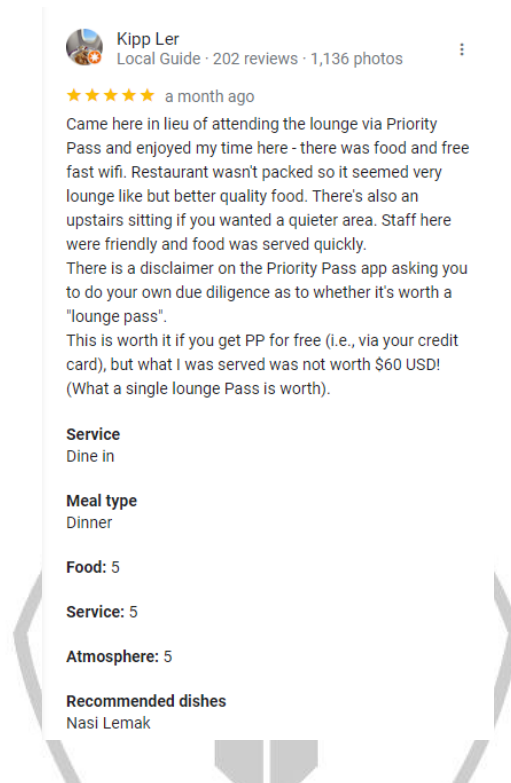 Kipp Ler
Local Guide · 202 reviews · 1,136 photos
a month ago
Came here in lieu of attending the lounge via Priority
Pass and enjoyed my time here - there was food and free
fast wifi. Restaurant wasn't packed so it seemed very
lounge like but better quality food. There's also an
upstairs sitting if you wanted a quieter area. Staff here
were friendly and food was served quickly.
There is a disclaimer on the Priority Pass app asking you
to do your own due diligence as to whether it's worth a
"lounge pass".
This is worth it if you get PP for free (i.e., via your credit
card), but what I was served was not worth $60 USD!
(What a single lounge Pass is worth).
Service
Dine in
Meal type
Dinner
Food: 5
Service: 5
Atmosphere: 5
Recommended dishes
Nasi Lemak